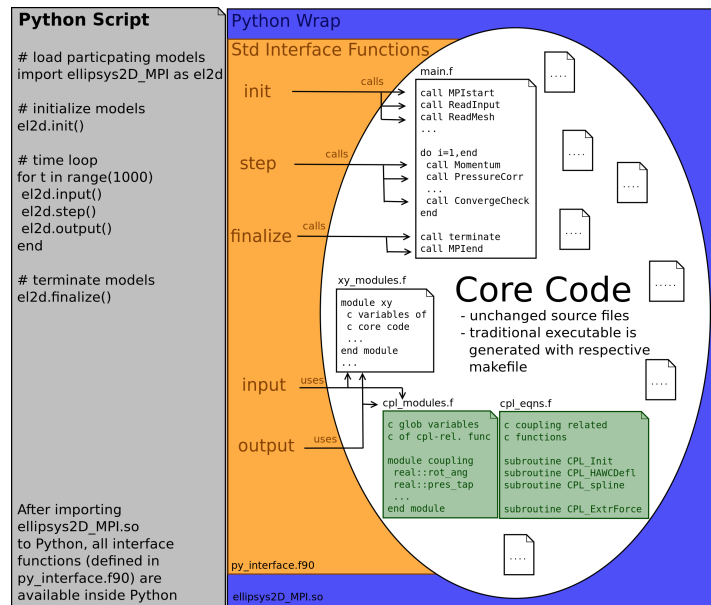 Python Script
# load particpating models
import ellipsys2D_MPI as el2d
# initialize models
el2d.init()
# time loop
for t in range(1000)
el2d.input()
el2d.step()
el2d.output()
end
# terminate models
el2d.finalize()
After importing
ellipsys2D_MPI.so
to Python, all interface
functions (defined in
py_interface.f90) are
available inside Python
Python Wrap
Std Interface Functions
init
calls
step
calls
finalize
calls
input
uses
output
uses
py_interface.f90
ellipsys2D_MPI.so
main.f
call MPIstart
call ReadInput
call ReadMesh
...
do i=1,end
call Momentum
call PressureCorr
...
call ConvergeCheck
end
call terminate
call MPIend
xy_modules.f
module xy
c variables of
c core code
...
end module
...
Core Code
- unchanged source files
- traditional executable is
generated with respective
makefile
cpl_modules.f
c glob variables
c of cpl-rel. func
module coupling
real::rot_ang
real::pres_tap
...
end module
cpl_eqns.f
c coupling related
c functions
subroutine CPL_Init
subroutine CPL_HAWCDefl
subroutine CPL_spline
subroutine CPL_ExtrForce
....
....
....
....
.....
....
....